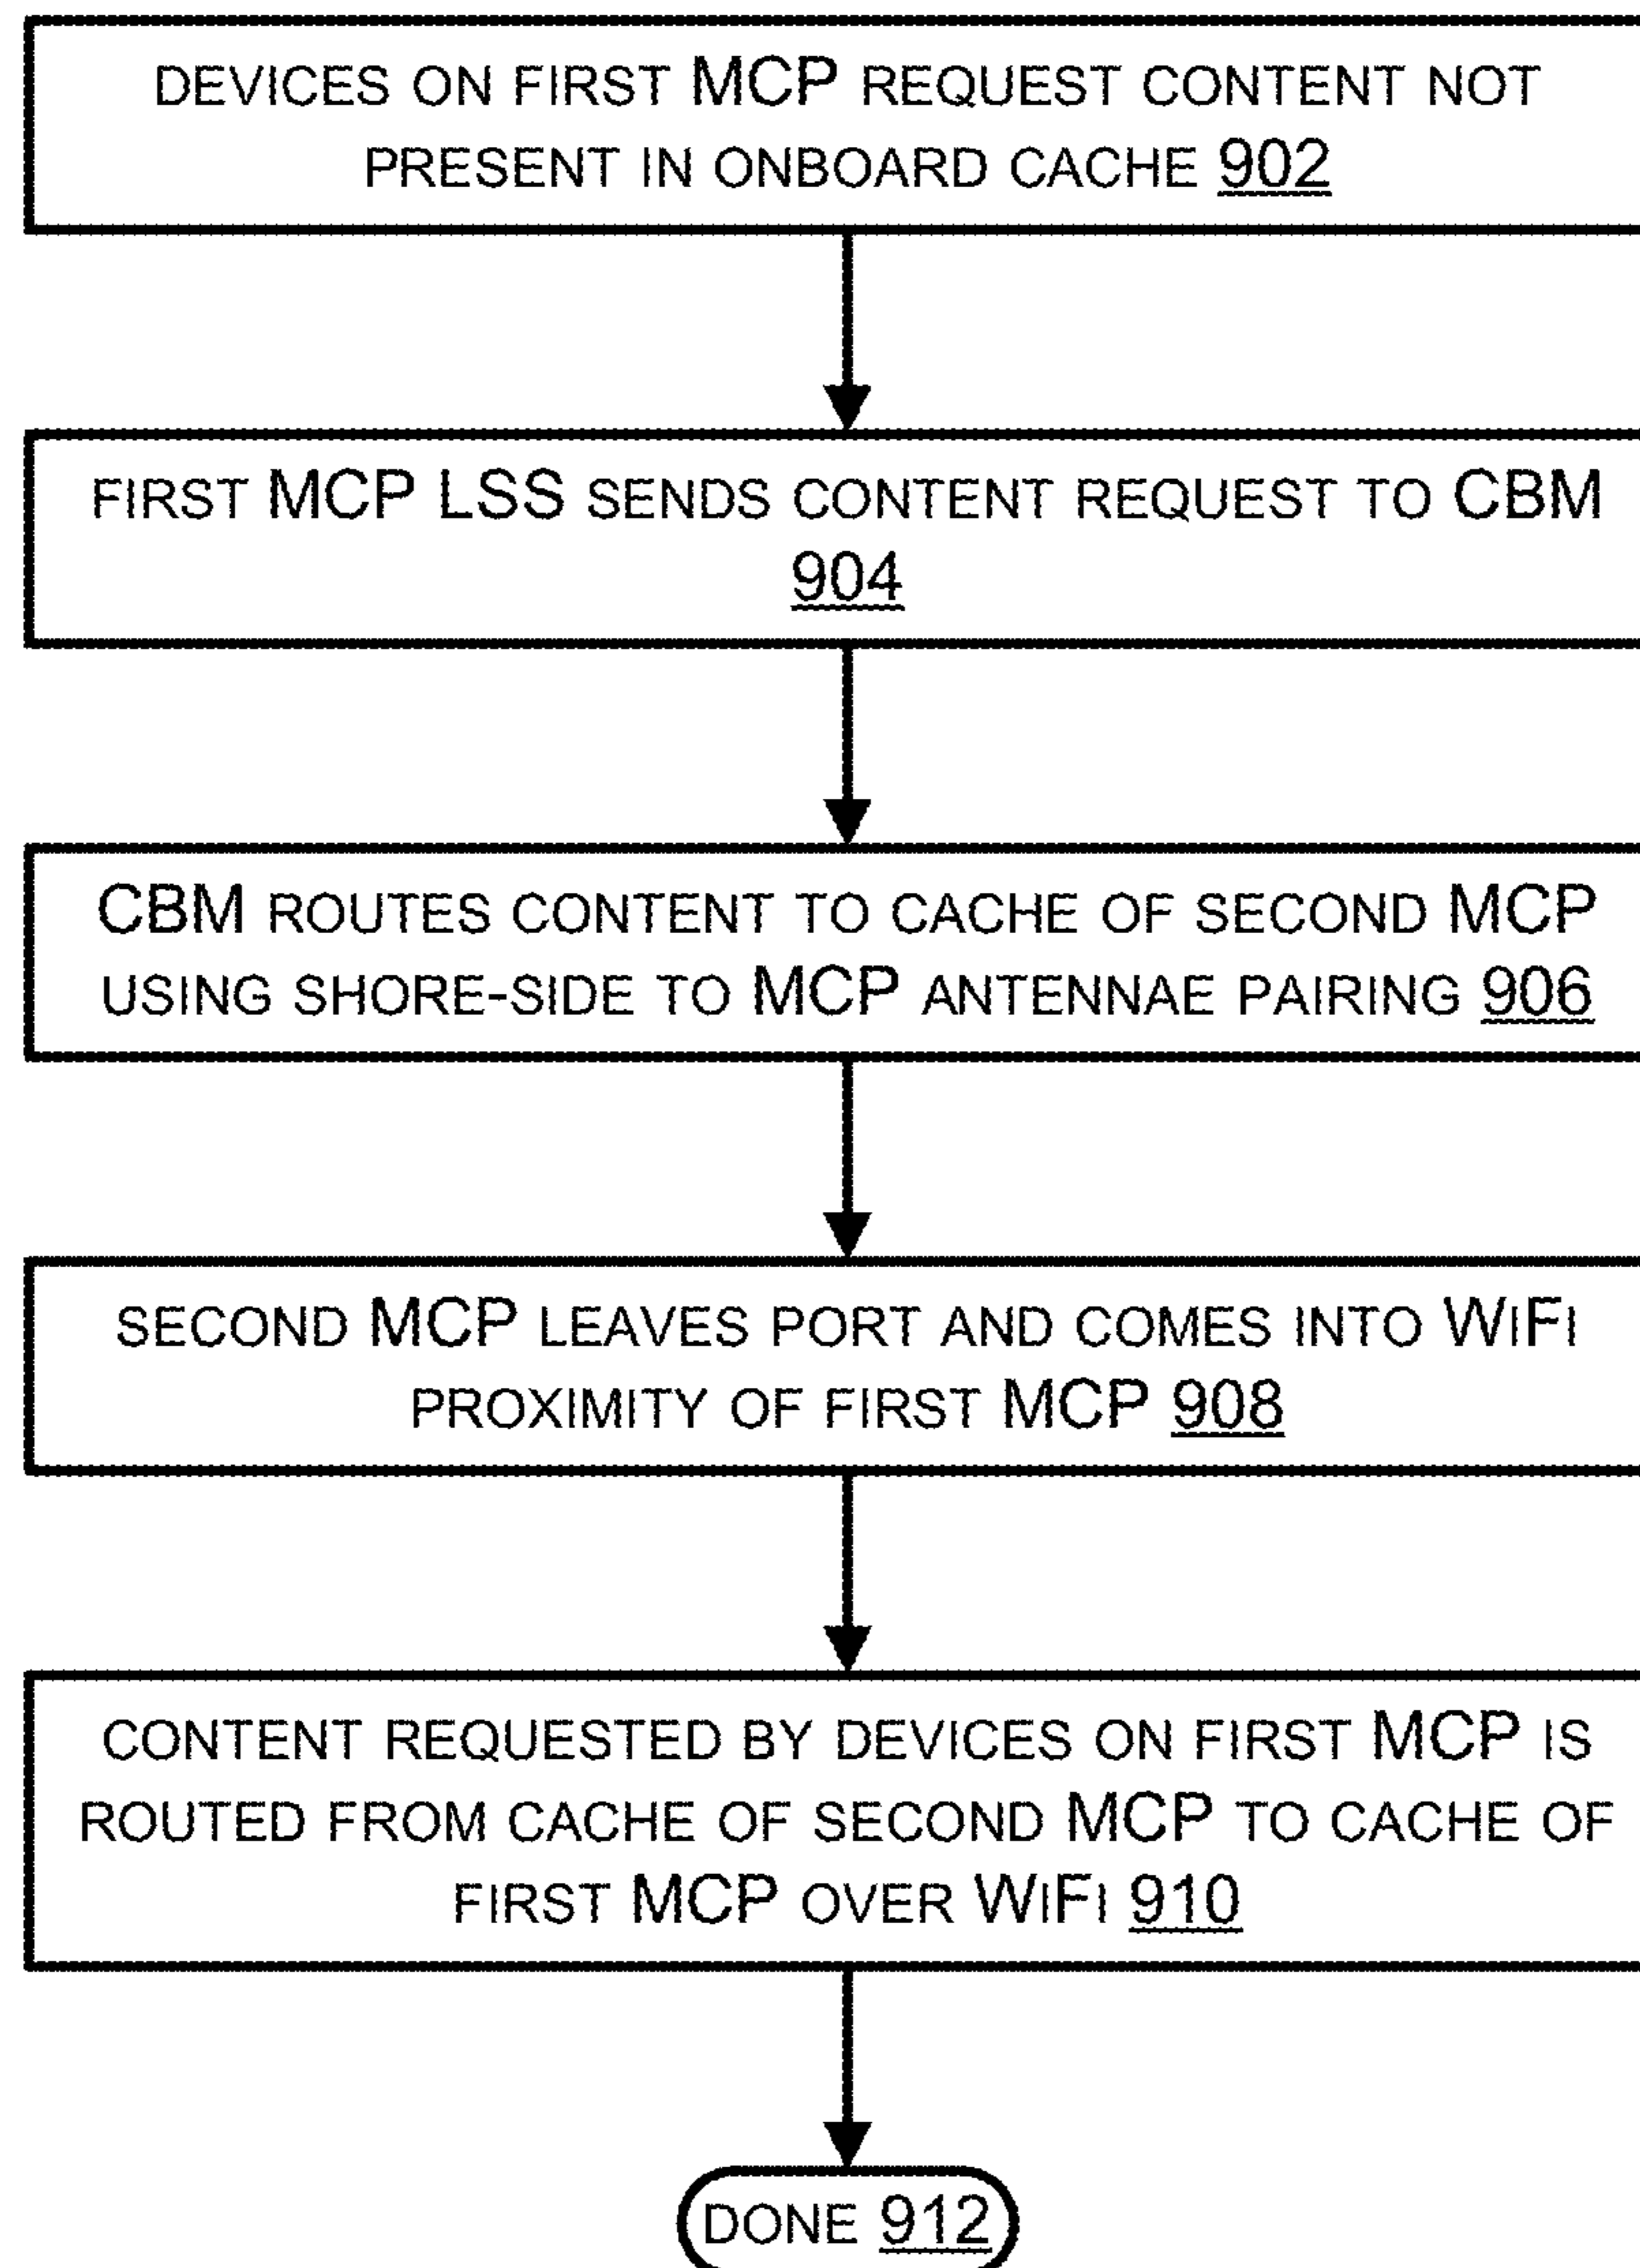 DEVICES ON FIRST MCP REQUEST CONTENT NOT
PRESENT IN ONBOARD CACHE 902
FIRST MCP LSS SENDS CONTENT REQUEST TO CBM
904
CBM ROUTES CONTENT TO CACHE OF SECOND MCP
USING SHORE-SIDE TO MCP ANTENNAE PAIRING 906
SECOND MCP LEAVES PORT AND COMES INTO WIFI
PROXIMITY OF FIRST MCP 908
CONTENT REQUESTED BY DEVICES ON FIRST MCP IS
ROUTED FROM CACHE OF SECOND MCP TO CACHE OF
FIRST MCP OVER WIFI 910
DONE 912